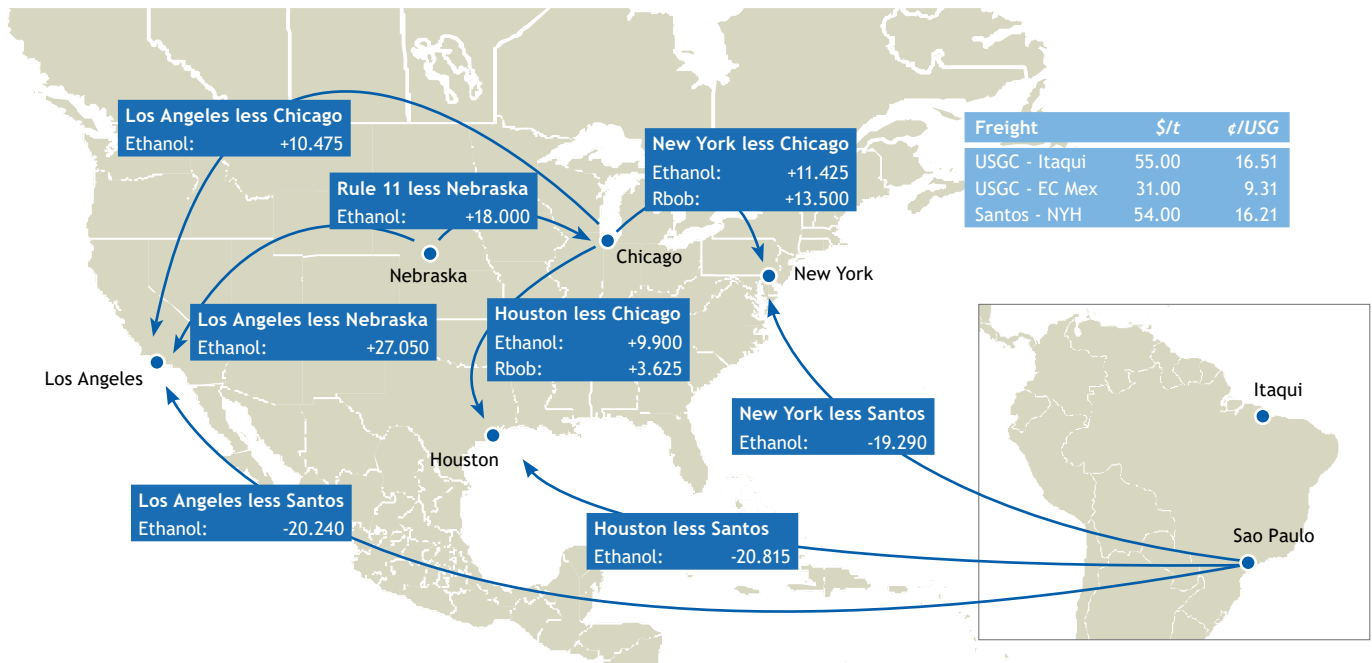 Los Angeles less Chicago
Ethanol: +10.475
New York less Chicago
Ethanol: +11.425
Rbob: +13.500
Freight $/t ¢/USG
USGC - Itaqui 55.00 16.51
USGC - EC Mex 31.00 9.31
Santos - NYH 54.00 16.21
Rule 11 less Nebraska
Ethanol: +18.000
Chicago
Nebraska
New York
Los Angeles less Nebraska
Ethanol: +27.050
Houston less Chicago
Ethanol: +9.900
Rbob: +3.625
Los Angeles
Itaqui
New York less Santos
Ethanol: -19.290
Houston
Los Angeles less Santos
Ethanol: -20.240
Houston less Santos
Ethanol: -20.815
Sao Paulo